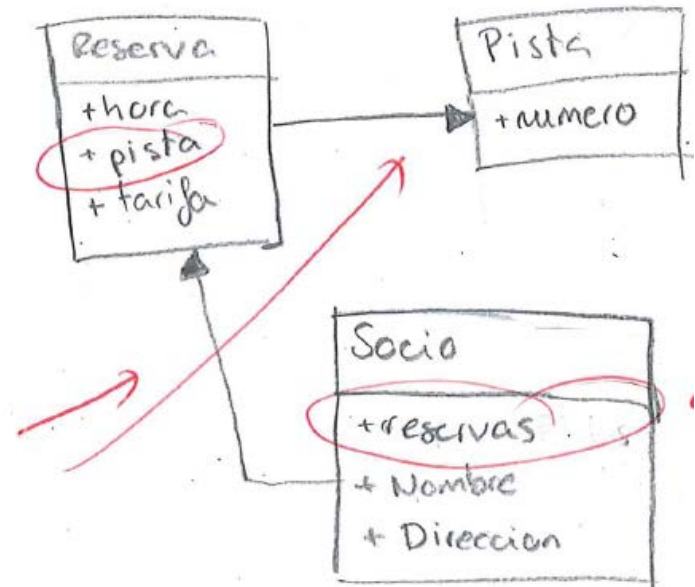 Reserva
+hora
+ pista
+ tarifa
Pista
+numero
Socio
+reservas
+ Nombre
+ Direccion